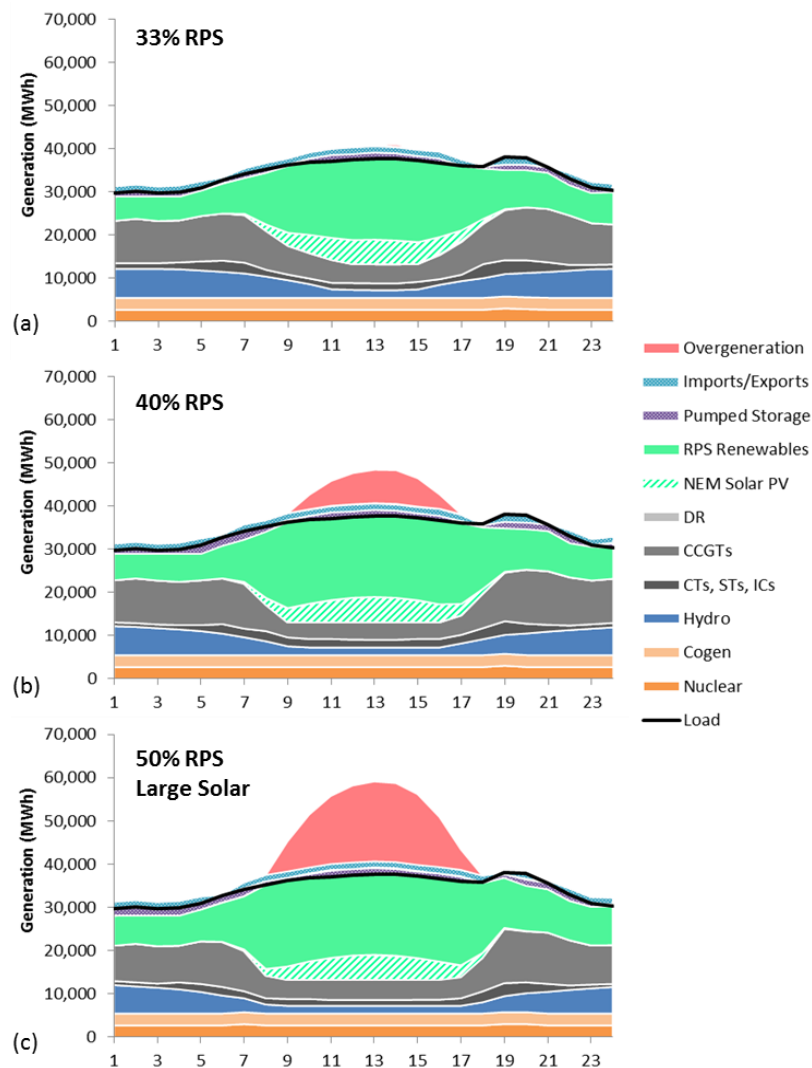 70,000
60,000
50,000
40,000
30,000
20,000
10,000
0
Generation (MWh)
33% RPS
(a)
1 3 5 7 9 11 13 15 17 19 21 23
70,000
60,000
50,000
40,000
30,000
20,000
10,000
0
Generation (MWh)
40% RPS
(b)
1 3 5 7 9 11 13 15 17 19 21 23
70,000
60,000
50,000
40,000
30,000
20,000
10,000
0
Generation (MWh)
50% RPS
Large Solar
(c)
1 3 5 7 9 11 13 15 17 19 21 23
Overgeneration
Imports/Exports
Pumped Storage
RPS Renewables
NEM Solar PV
DR
CCGTs
CTs, STs, ICs
Hydro
Cogen
Nuclear
Load